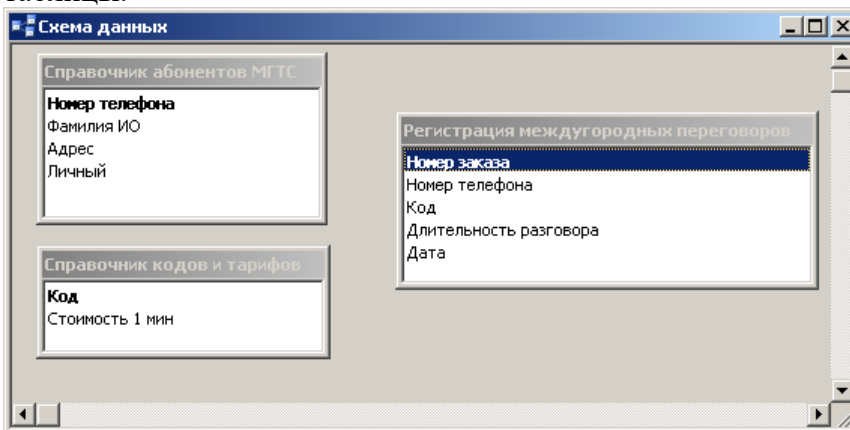 Схема данных
Справочник абонентов МГТС
Номер телефона
Фамилия ИО
Адрес
Личный
Справочник кодов и тарифов
Код
Стоимость 1 мин
Регистрация междугородных переговоров
Номер заказа
Номер телефона
Код
Длительность разговора
Дата